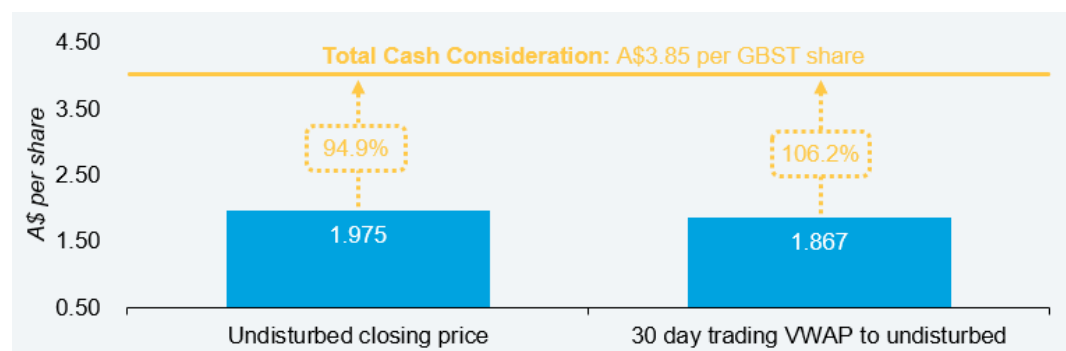 4.50
Total Cash Consideration: A$3.85 per GBST share
3.50
94.9%
106.2%
2.50
A$ per share
1.975
1.867
1.50
0.50
Undisturbed closing price
30 day trading VWAP to undisturbed